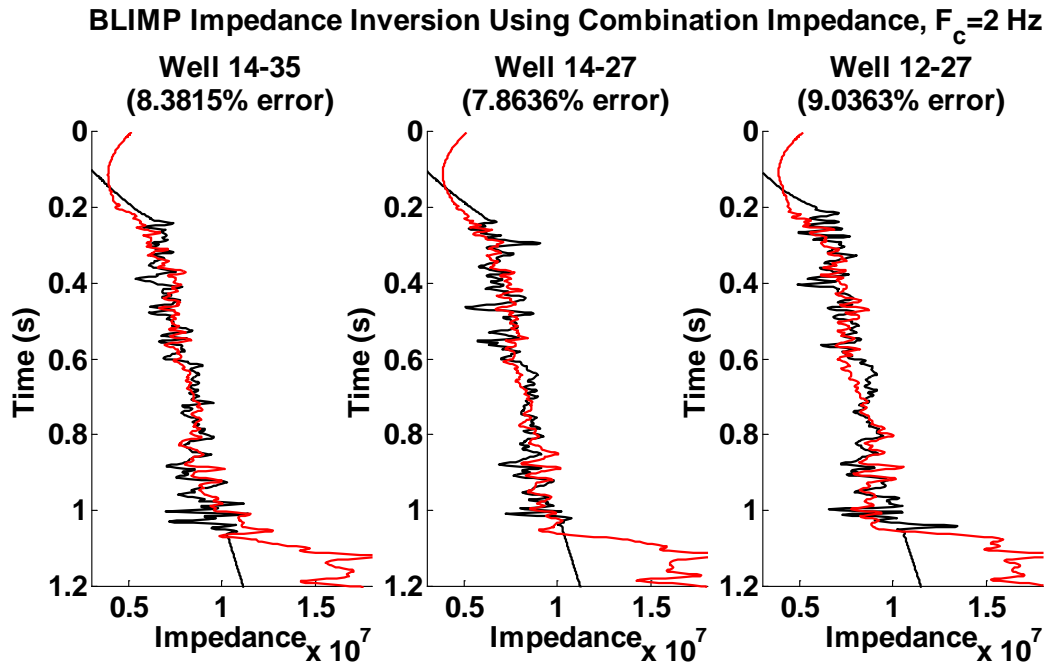 BLIMP Impedance Inversion Using Combination Impedance, F_c=2 Hz
Well 14-35
(8.3815% error)
0
0.2
0.4
0.6
0.8
1
1.2
Time (s)
0.5
1
1.5
Impedance
x 10^7
Well 14-27
(7.8636% error)
0
0.2
0.4
0.6
0.8
1
1.2
Time (s)
0.5
1
1.5
Impedance
x 10^7
Well 12-27
(9.0363% error)
0
0.2
0.4
0.6
0.8
1
1.2
Time (s)
0.5
1
1.5
Impedance
x 10^7